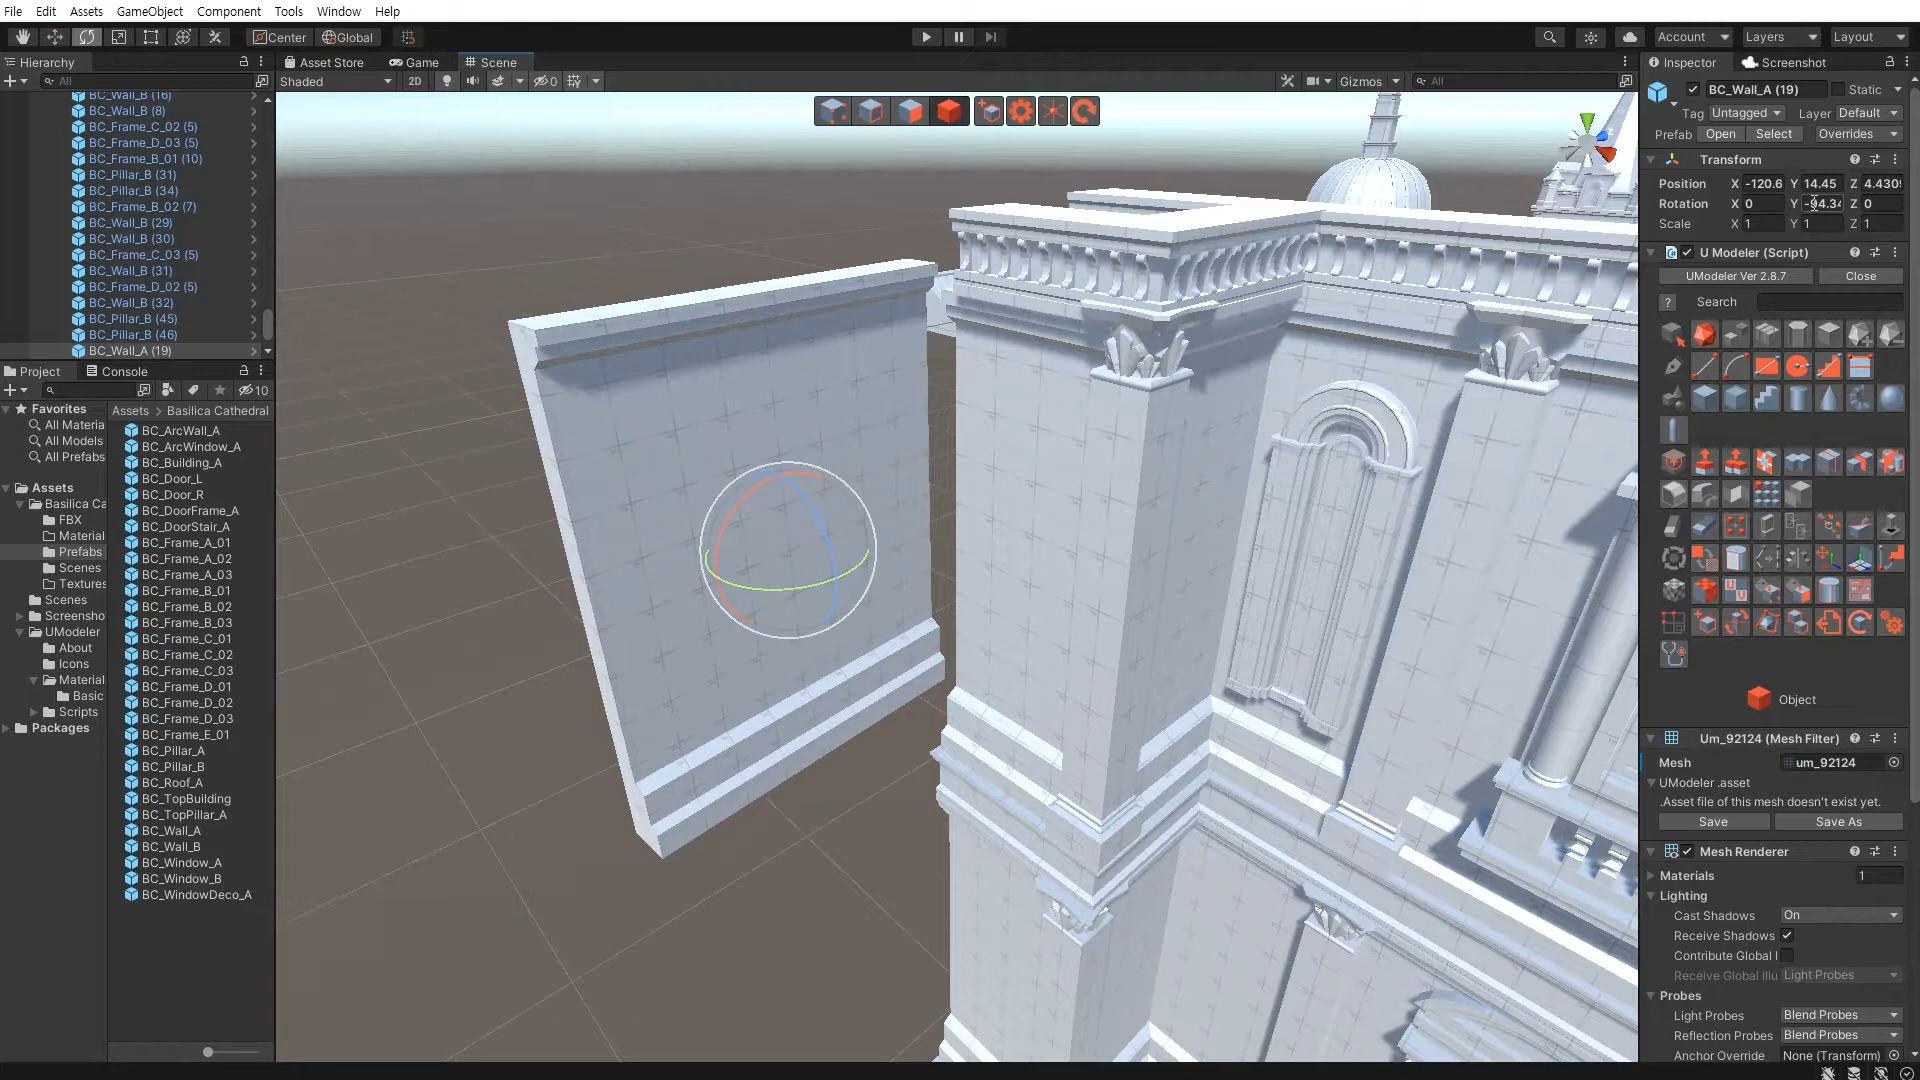 File Edit Assets GameObject Component Tools Window Help
Center Global Account Layers Layout
Hierarchy
All
BC_Wall_B (16)
BC_Wall_B (8)
BC_Frame_C_02 (5)
BC_Frame_D_03 (5)
BC_Frame_B_01 (10)
BC_Pillar_B (31)
BC_Pillar_B (34)
BC_Frame_B_02 (7)
BC_Wall_B (29)
BC_Wall_B (30)
BC_Frame_C_03 (5)
BC_Wall_B (31)
BC_Frame_D_02 (5)
BC_Wall_B (32)
BC_Pillar_B (45)
BC_Pillar_B (46)
BC_Wall_A (19)
Project Console
10
Favorites
All Materia
All Models
All Prefabs
Assets
Basilica Ca
FBX
Material
Prefabs
Scenes
Textures
Scenes
Screensho
UModeler
About
Icons
Material
Basic
Scripts
Packages
Assets > Basilica Cathedral
BC_ArcWall_A
BC_ArcWindow_A
BC_Building_A
BC_Door_L
BC_Door_R
BC_DoorFrame_A
BC_DoorStair_A
BC_Frame_A_01
BC_Frame_A_02
BC_Frame_A_03
BC_Frame_B_01
BC_Frame_B_02
BC_Frame_B_03
BC_Frame_C_01
BC_Frame_C_02
BC_Frame_C_03
BC_Frame_D_01
BC_Frame_D_02
BC_Frame_D_03
BC_Frame_E_01
BC_Pillar_A
BC_Pillar_B
BC_Roof_A
BC_TopBuilding
BC_TopPillar_A
BC_Wall_A
BC_Wall_B
BC_Window_A
BC_Window_B
BC_WindowDeco_A
Asset Store Game Scene
Shaded 2D 0 Gizmos All
Inspector Screenshot
BC_Wall_A (19) Static
Tag Untagged Layer Default
Prefab Open Select Overrides
Transform
Position X -120.6 Y 14.45 Z 4.430
Rotation X 0 Y Z 0
Scale X 1 Y 1 Z 1
U Modeler (Script)
UModeler Ver 2.8.7 Close
? Search
Object
Um_92124 (Mesh Filter)
Mesh um_92124
UModeler .asset
.Asset file of this mesh doesn't exist yet.
Save Save As
Mesh Renderer
Materials 1
Lighting
Cast Shadows On
Receive Shadows
Contribute Global I
Receive Global Illu Light Probes
Probes
Light Probes Blend Probes
Reflection Probes Blend Probes
Anchor Override None (Transform)